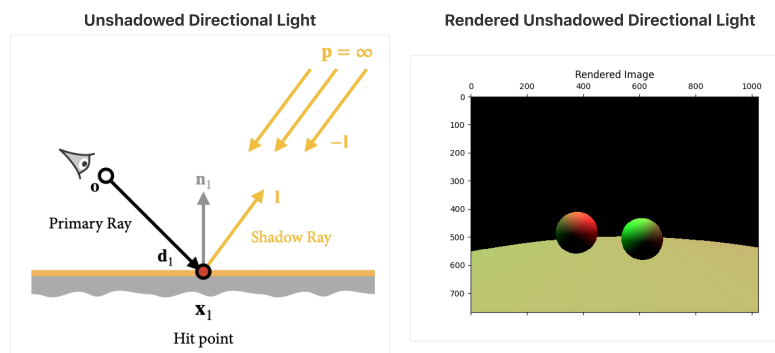 Unshadowed Directional Light
p = ∞
−l
o
n₁
l
Primary Ray
Shadow Ray
d₁
x₁
Hit point
Rendered Unshadowed Directional Light
Rendered Image
0 200 400 600 800 1000
0
100
200
300
400
500
600
700